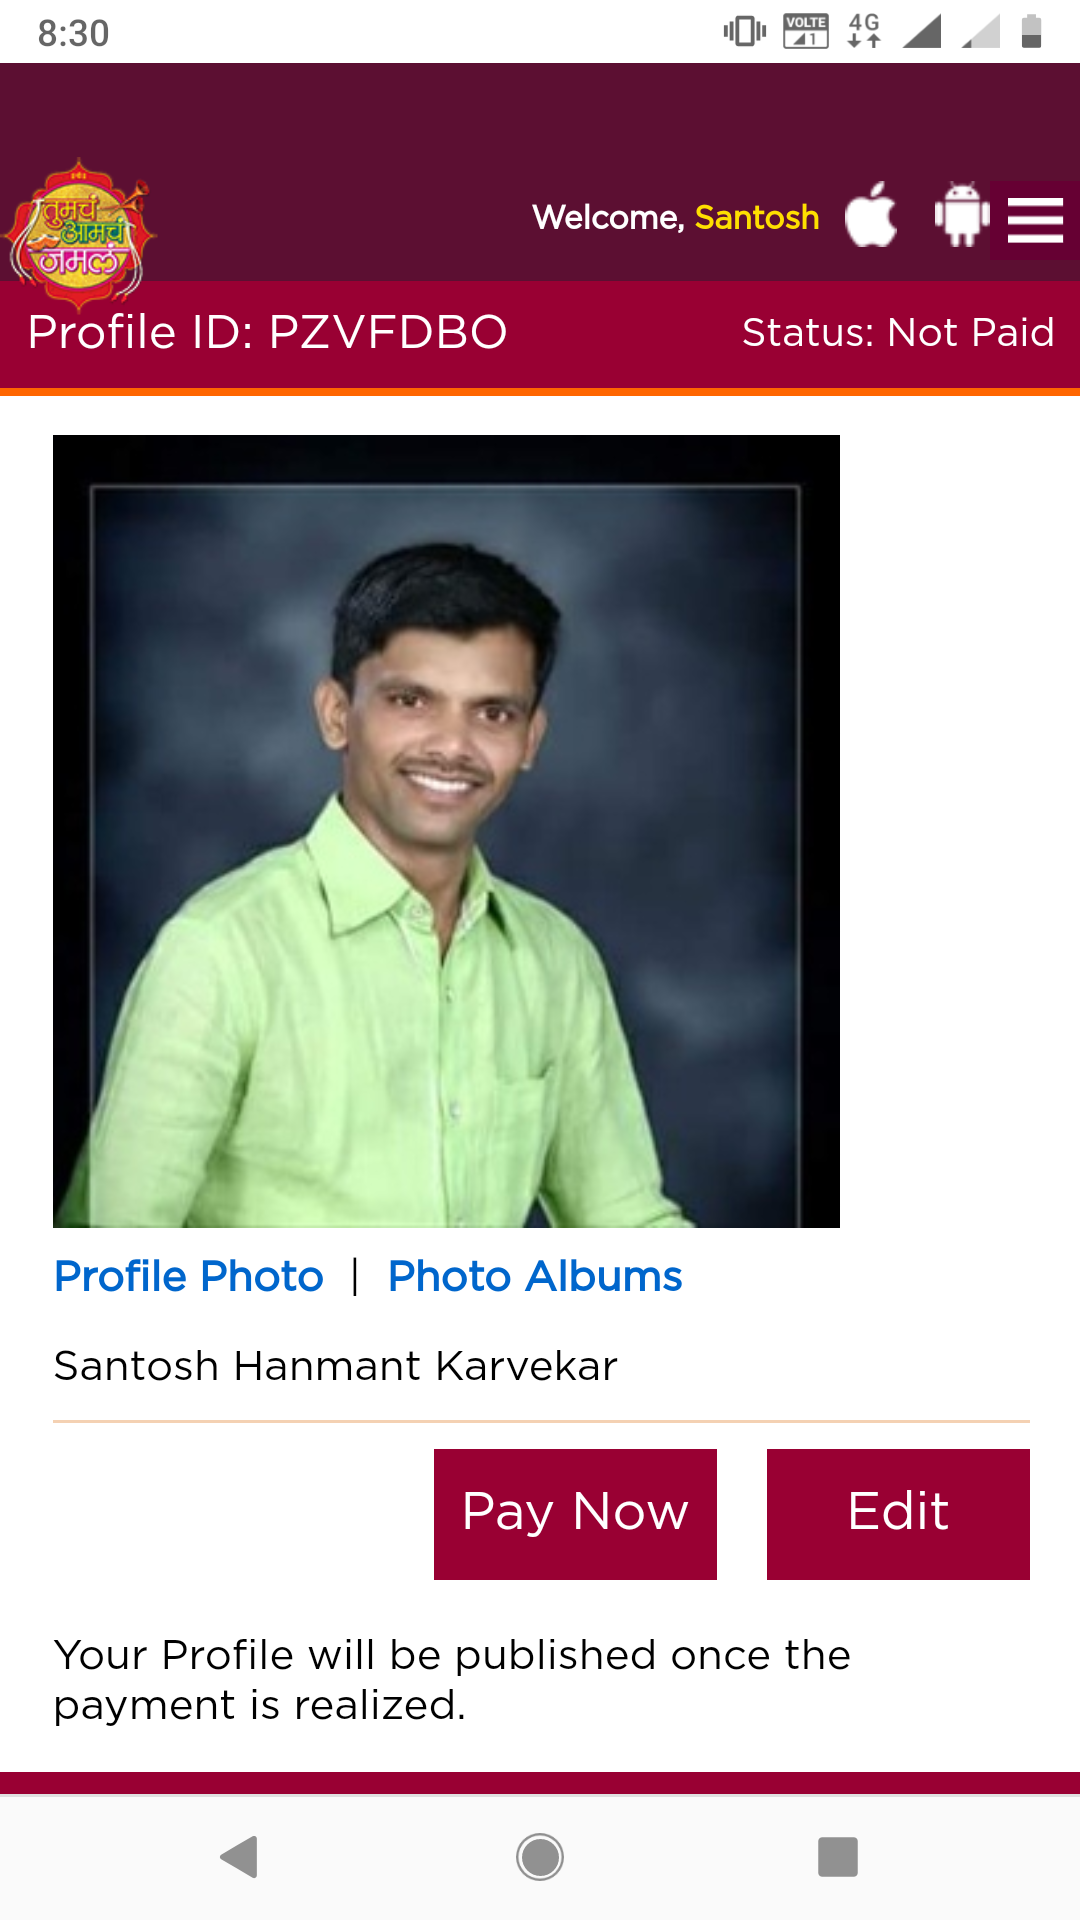 8:30
VOLTE 1
4G
तुमचं
आमचं
जमलं
Welcome, Santosh
Profile ID: PZVFDBO
Status: Not Paid
Profile Photo | Photo Albums
Santosh Hanmant Karvekar
Pay Now
Edit
Your Profile will be published once the
payment is realized.